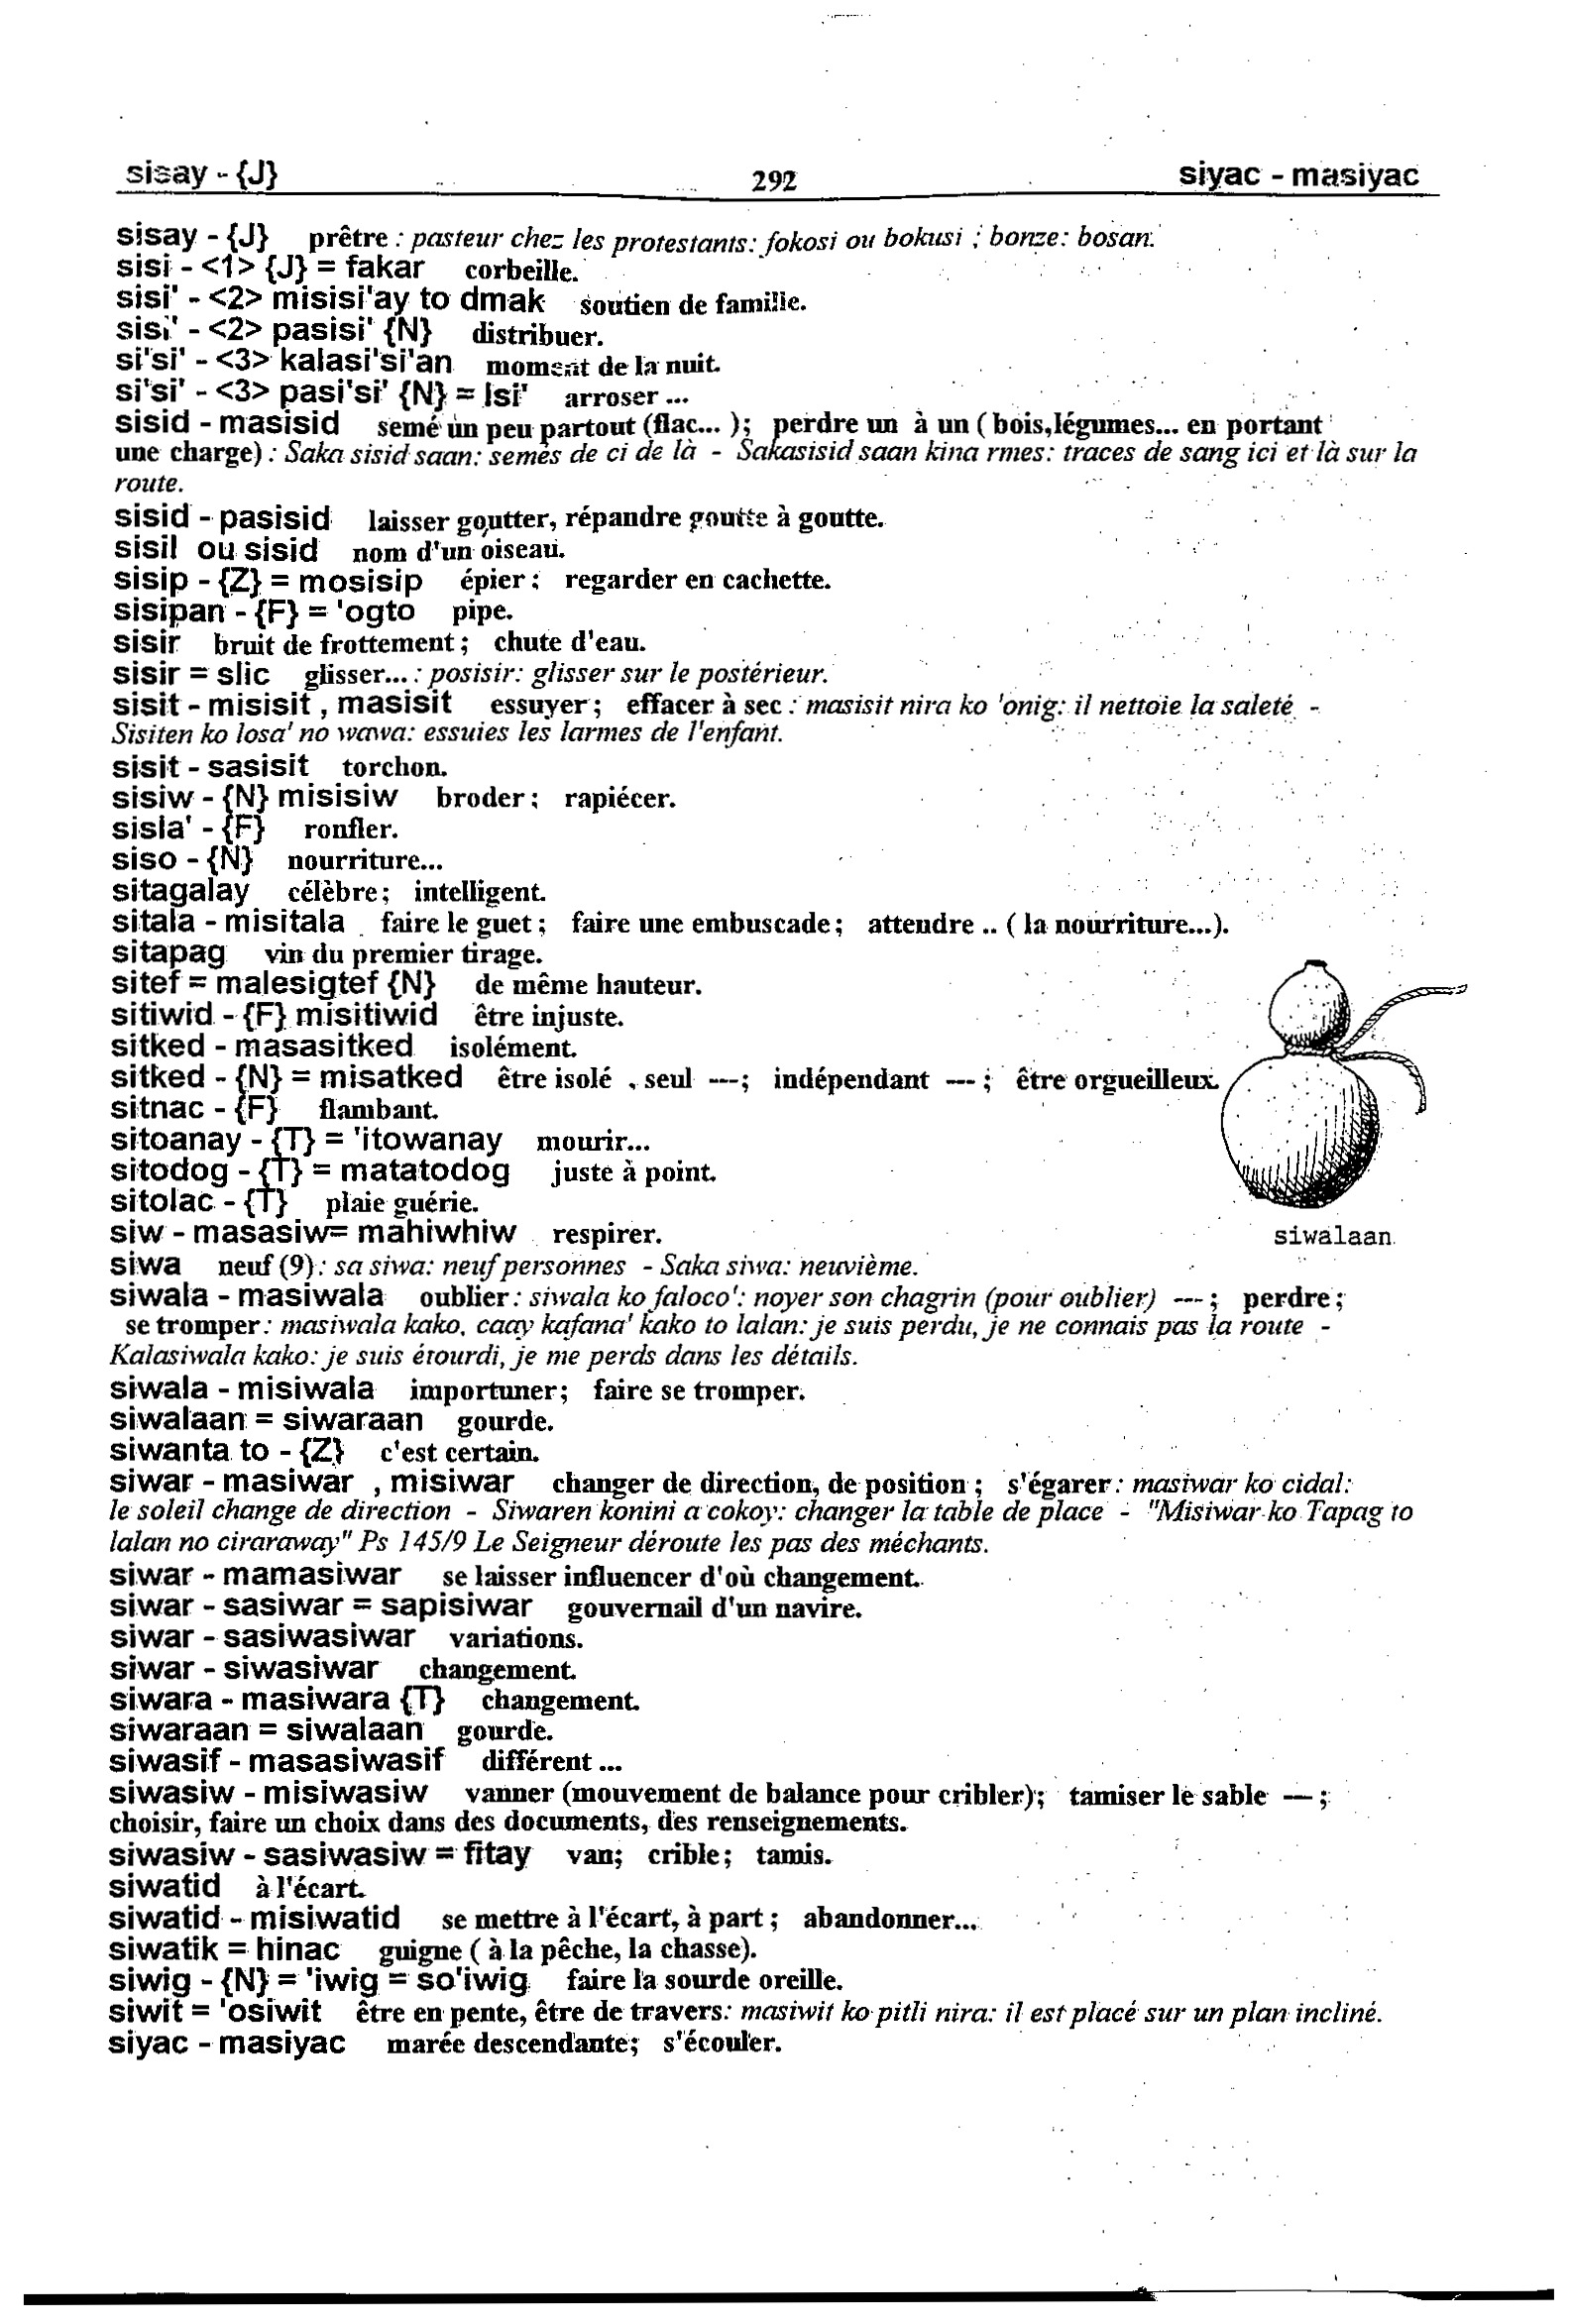 sisay - {J} 292 siyac - masiyac
sisay - {J} prêtre : pasteur chez les protestants: fokosi ou bokusi ; bonze: bosan.
sisi - <1> {J} = fakar corbeille.
sisi' - <2> misisi'ay to dmak soutien de famille.
sisi' - <2> pasisi' {N} distribuer.
si'si' - <3> kalasi'si'an moment de la nuit.
si'si' - <3> pasi'si' {N} = lsi' arroser ...
sisid - masisid semé un peu partout (flac... ); perdre un à un ( bois,légumes... en portant
une charge) : Saka sisid saan: semés de ci de là - Sakasisid saan kina rmes: traces de sang ici et là sur la
route.
sisid - pasisid laisser goutter, répandre goutte à goutte.
sisil ou sisid nom d'un oiseau.
sisip - {Z} = mosisip épier ; regarder en cachette.
sisipan - {F} = 'ogto pipe.
sisir bruit de frottement ; chute d'eau.
sisir = slic glisser... : posisir: glisser sur le postérieur.
sisit - misisit , masisit essuyer ; effacer à sec : masisit nira ko 'onig: il nettoie la saleté -
Sisiten ko losa' no wawa: essuies les larmes de l'enfant.
sisit - sasisit torchon.
sisiw - {N} misisiw broder ; rapiécer.
sisla' - {F} ronfler.
siso - {N} nourriture...
sitagalay célèbre ; intelligent.
sitala - misitala faire le guet ; faire une embuscade ; attendre .. ( la nourriture...).
sitapag vin du premier tirage.
sitef = malesigtef {N} de même hauteur.
sitiwid - {F} misitiwid être injuste.
sitked - masasitked isolément.
sitked - {N} = misatked être isolé , seul ---; indépendant --- ; être orgueilleux.
sitnac - {F} flambant.
sitoanay - {T} = 'itowanay mourir...
sitodog - {T} = matatodog juste à point.
sitolac - {T} plaie guérie.
siw - masasiw= mahiwhiw respirer.
siwalaan
siwa neuf (9) : sa siwa: neuf personnes - Saka siwa: neuvième.
siwala - masiwala oublier : siwala ko faloco': noyer son chagrin (pour oublier) --- ; perdre ;
se tromper : masiwala kako, caay kafana' kako to lalan: je suis perdu, je ne connais pas la route -
Kalasiwala kako: je suis étourdi, je me perds dans les détails.
siwala - misiwala importuner ; faire se tromper.
siwalaan = siwaraan gourde.
siwanta to - {Z} c'est certain.
siwar - masiwar , misiwar changer de direction, de position ; s'égarer : masiwar ko cidal:
le soleil change de direction - Siwaren konini a cokoy: changer la table de place - "Misiwar ko Tapag to
lalan no ciraraway" Ps 145/9 Le Seigneur déroute les pas des méchants.
siwar - mamasiwar se laisser influencer d'où changement.
siwar - sasiwar = sapisiwar gouvernail d'un navire.
siwar - sasiwasiwar variations.
siwar - siwasiwar changement.
siwara - masiwara {T} changement.
siwaraan = siwalaan gourde.
siwasif - masasiwasif différent ...
siwasiw - misiwasiw vanner (mouvement de balance pour cribler); tamiser le sable --- ;
choisir, faire un choix dans des documents, des renseignements.
siwasiw - sasiwasiw = fitay van; crible ; tamis.
siwatid à l'écart.
siwatid - misiwatid se mettre à l'écart, à part ; abandonner...
siwatik = hinac guigne ( à la pêche, la chasse).
siwig - {N} = 'iwig = so'iwig faire la sourde oreille.
siwit = 'osiwit être en pente, être de travers: masiwit ko pitli nira: il est placé sur un plan incliné.
siyac - masiyac marée descendante; s'écouler.